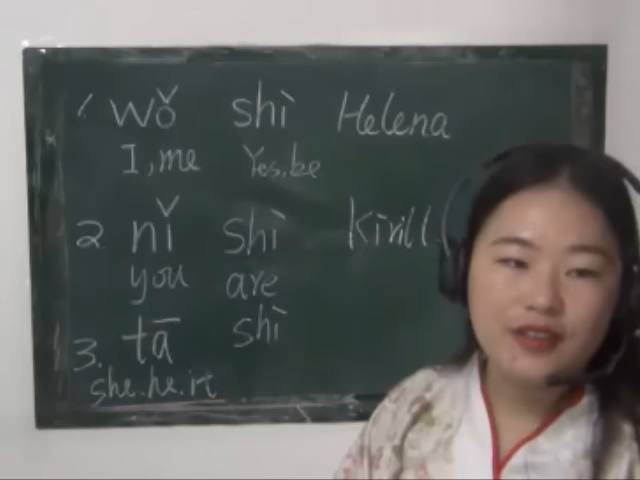 1. wǒ shì Helena
I, me Yes, be
2. nǐ shì Kirill
you are
3. tā shì
she. he. it